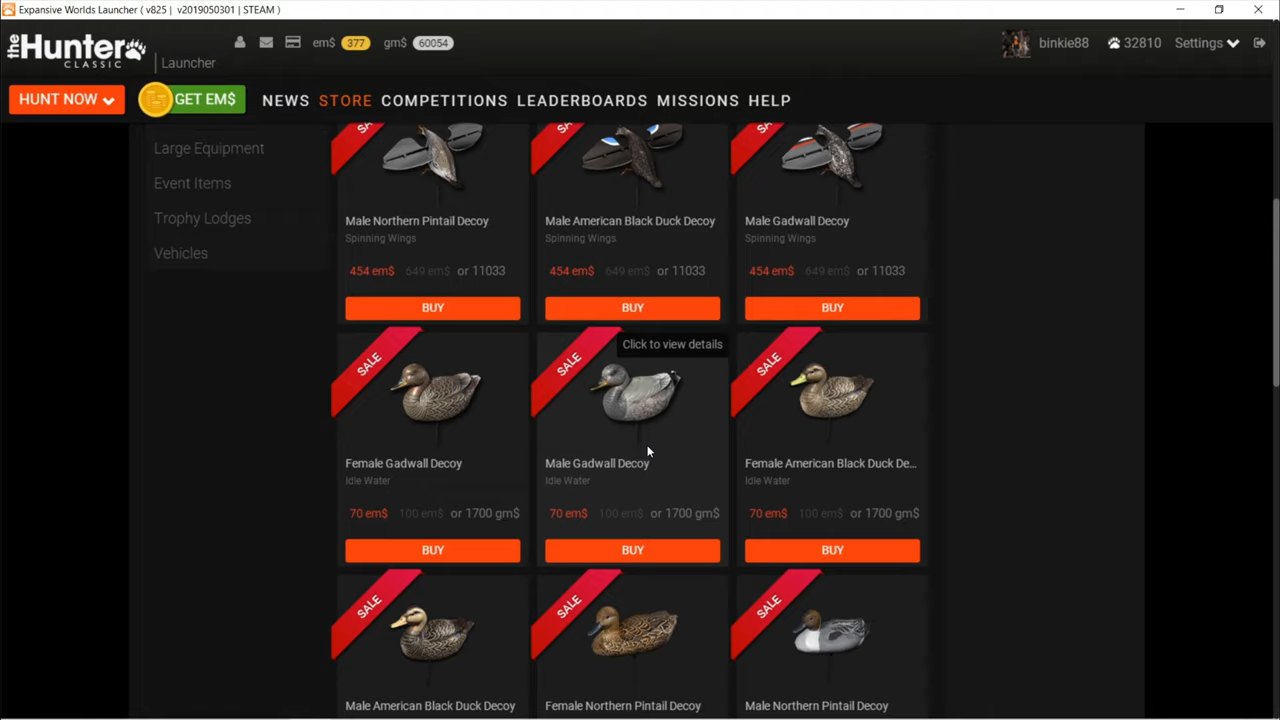 Expansive Worlds Launcher ( v825 | v2019050301 | STEAM )
theHunter CLASSIC
Launcher
em$ 377 gm$ 60054
binkie88 32810 Settings
HUNT NOW GET EM$ NEWS STORE COMPETITIONS LEADERBOARDS MISSIONS HELP
Large Equipment
Event Items
Trophy Lodges
Vehicles
SALE SALE SALE
Male Northern Pintail Decoy Male American Black Duck Decoy Male Gadwall Decoy
Spinning Wings Spinning Wings Spinning Wings
454 em$ 649 em$ or 11033 454 em$ 649 em$ or 11033 454 em$ 649 em$ or 11033
BUY BUY BUY
SALE SALE SALE
Click to view details
Female Gadwall Decoy Male Gadwall Decoy Female American Black Duck De...
Idle Water Idle Water Idle Water
70 em$ 100 em$ or 1700 gm$ 70 em$ 100 em$ or 1700 gm$ 70 em$ 100 em$ or 1700 gm$
BUY BUY BUY
SALE SALE SALE
Male American Black Duck Decoy Female Northern Pintail Decoy Male Northern Pintail Decoy